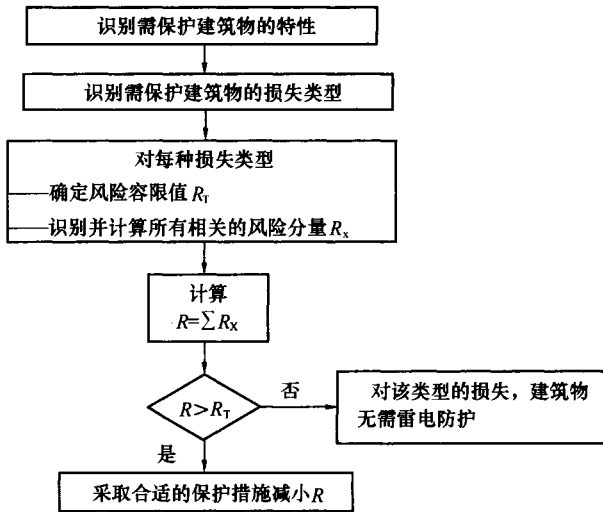 识别需保护建筑物的特性
识别需保护建筑物的损失类型
对每种损失类型
——确定风险容限值 R_T
——识别并计算所有相关的风险分量 R_x
计算
R=∑R_X
R>R_T
否
对该类型的损失，建筑物
无需雷电防护
是
采取合适的保护措施减小 R